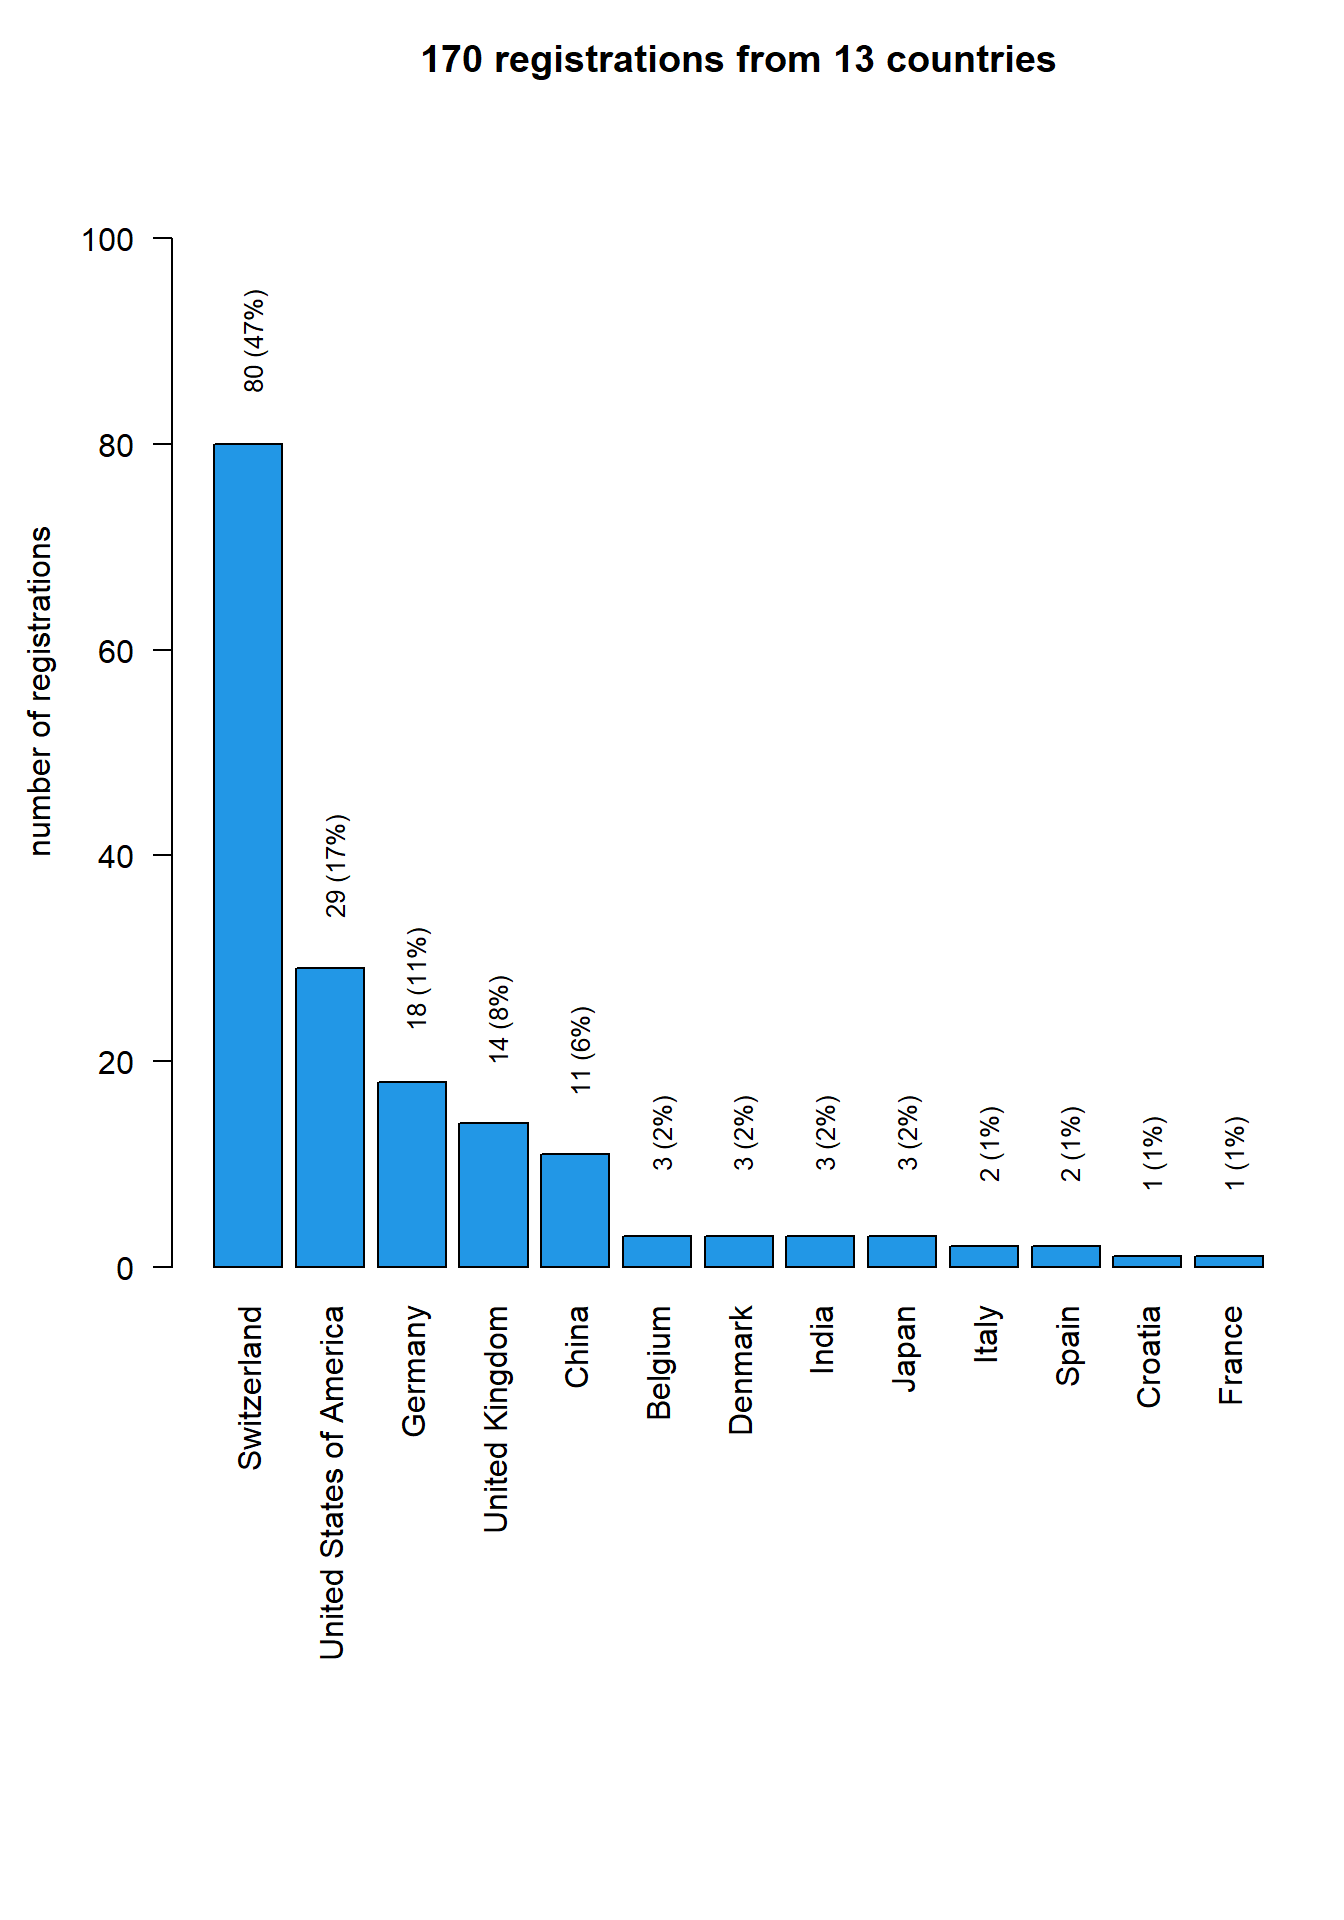 170 registrations from 13 countries
number of registrations
100
80
60
40
20
0
80 (47%)
29 (17%)
18 (11%)
14 (8%)
11 (6%)
3 (2%)
3 (2%)
3 (2%)
3 (2%)
2 (1%)
2 (1%)
1 (1%)
1 (1%)
Switzerland
United States of America
Germany
United Kingdom
China
Belgium
Denmark
India
Japan
Italy
Spain
Croatia
France